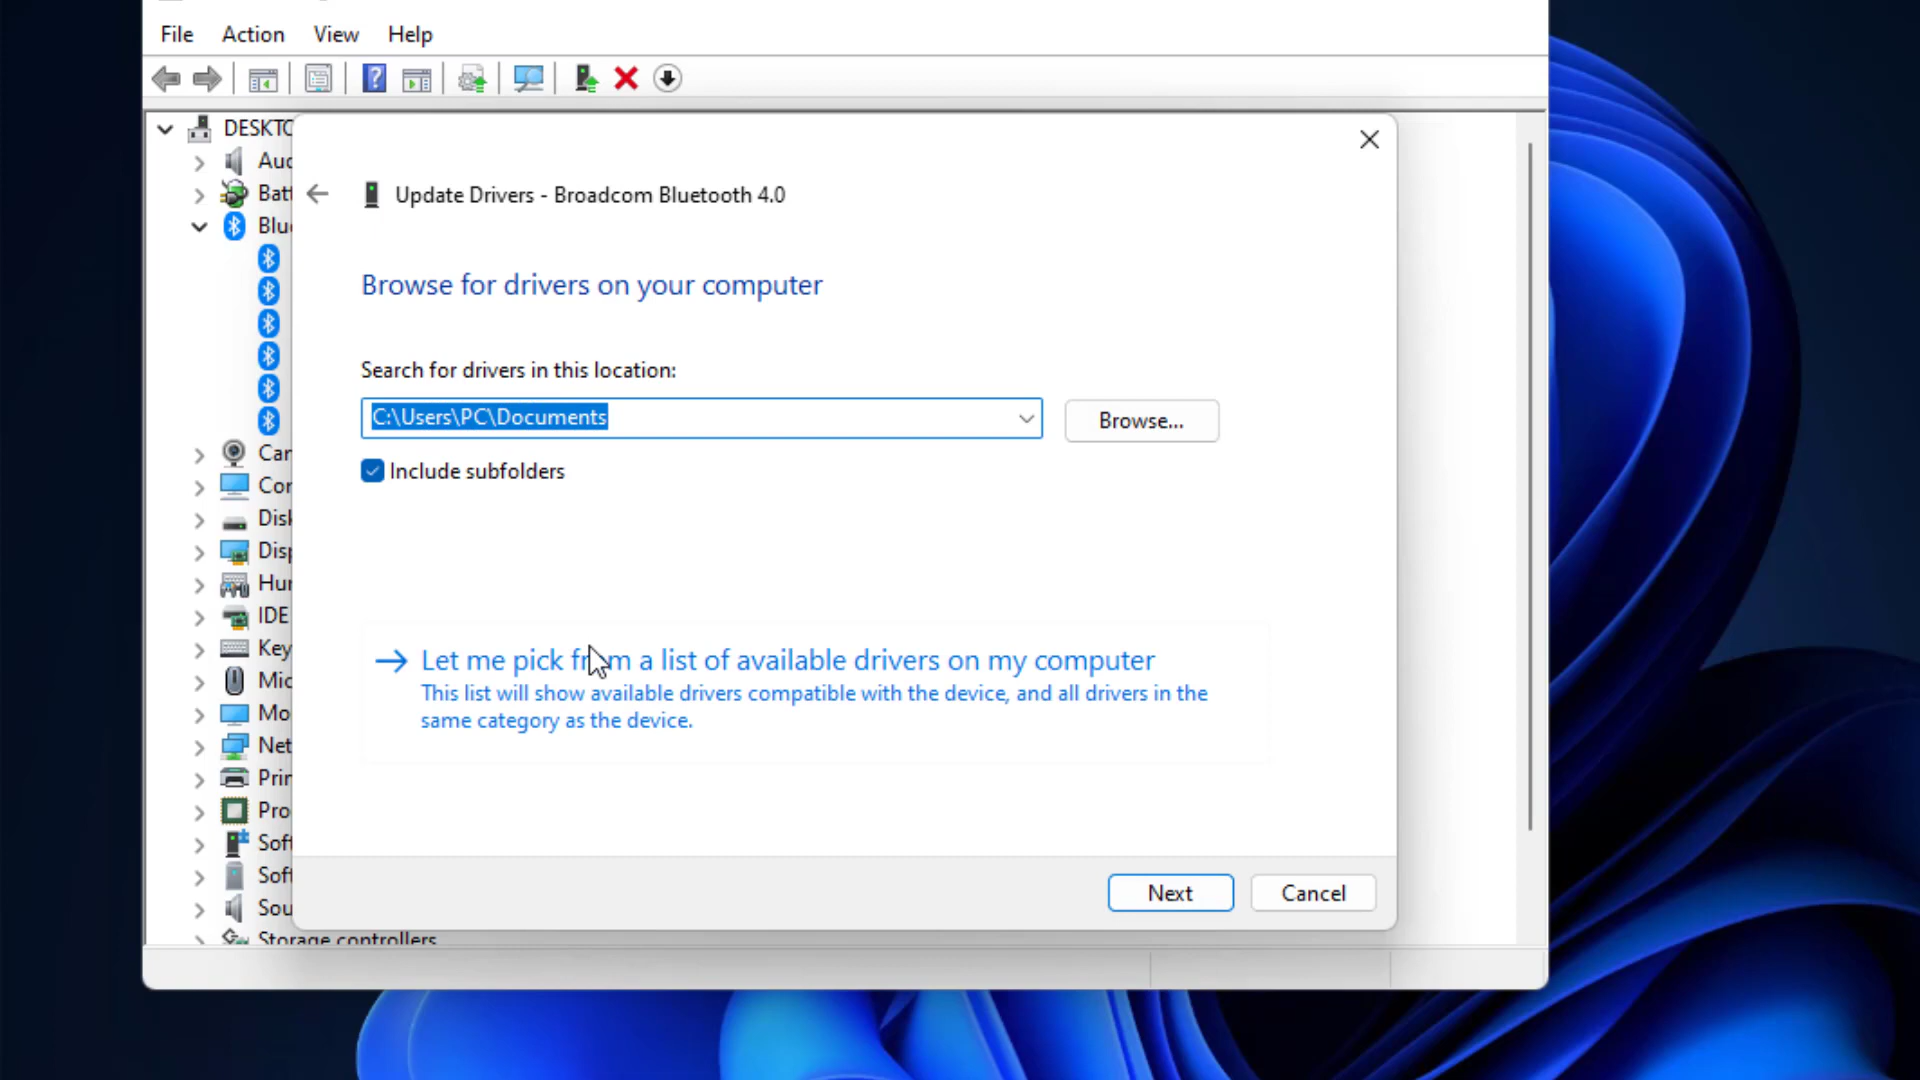 File Action View Help
DESKTO
Update Drivers - Broadcom Bluetooth 4.0
Browse for drivers on your computer
Search for drivers in this location:
C:\Users\PC\Documents
Browse...
Include subfolders
Let me pick from a list of available drivers on my computer
This list will show available drivers compatible with the device, and all drivers in the
same category as the device.
Next Cancel
Auc
Batt
Blue
Car
Cor
Disk
Disp
Hur
IDE
Key
Mic
Mo
Net
Prin
Pro
Soft
Soft
Sou
Storage controllers